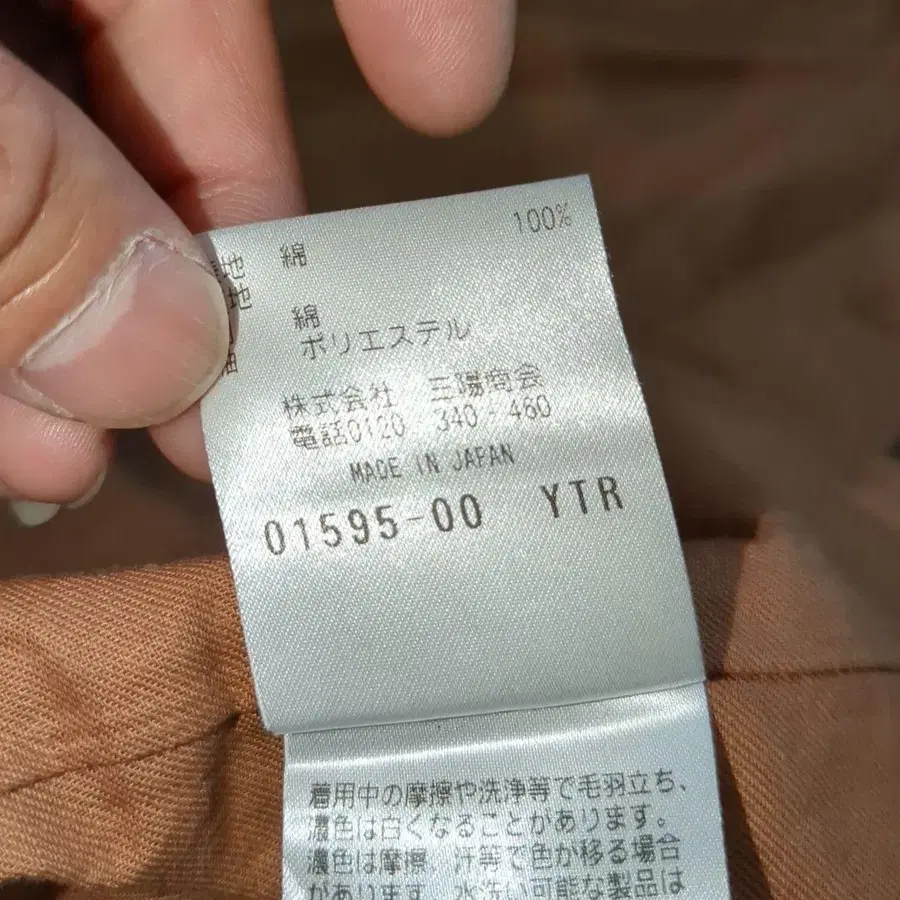 地 綿 100%
地
綿
袖 ポリエステル
株式会社 三陽商会
電話0120 340-460
MADE IN JAPAN
01595-00 YTR
着用中の摩擦や洗浄等で毛羽立ち、
濃色は白くなることがあります。
濃色は摩擦、汗等で色が移る場合
があります。水洗い可能な製品は